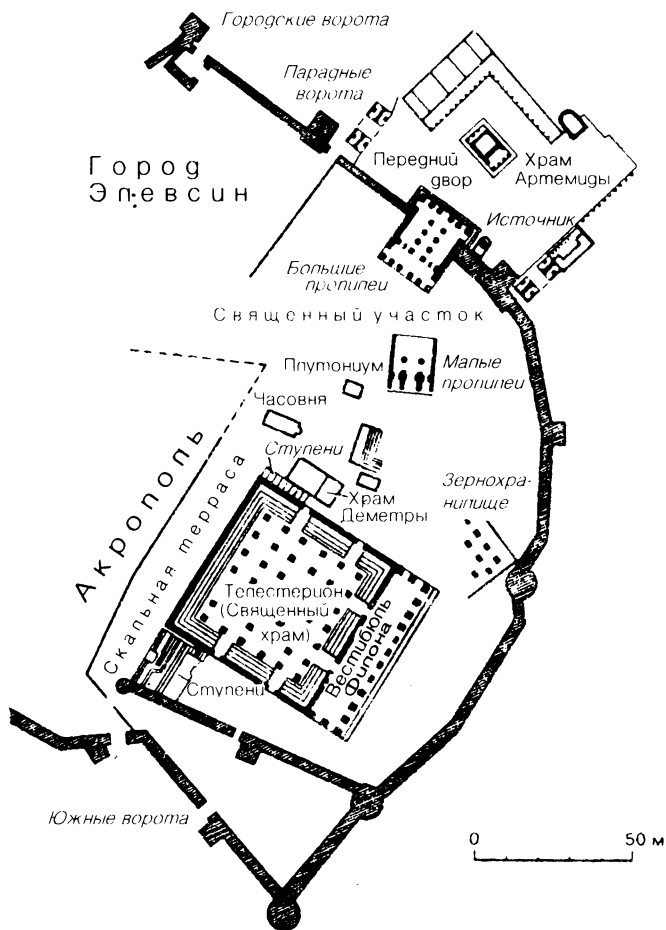 Городские ворота
Парадные
ворота
Город
Элевсин
Передний
двор
Храм
Артемиды
Источник
Большие
пропилеи
Священный участок
Плутониум
Малые
пропилеи
Часовня
Ступени
Храм
Деметры
Зернохра-
нилище
Акрополь
Скальная терраса
Телестерион
(Священный
храм)
Вестибюль
Филона
Ступени
Южные ворота
0 50 м